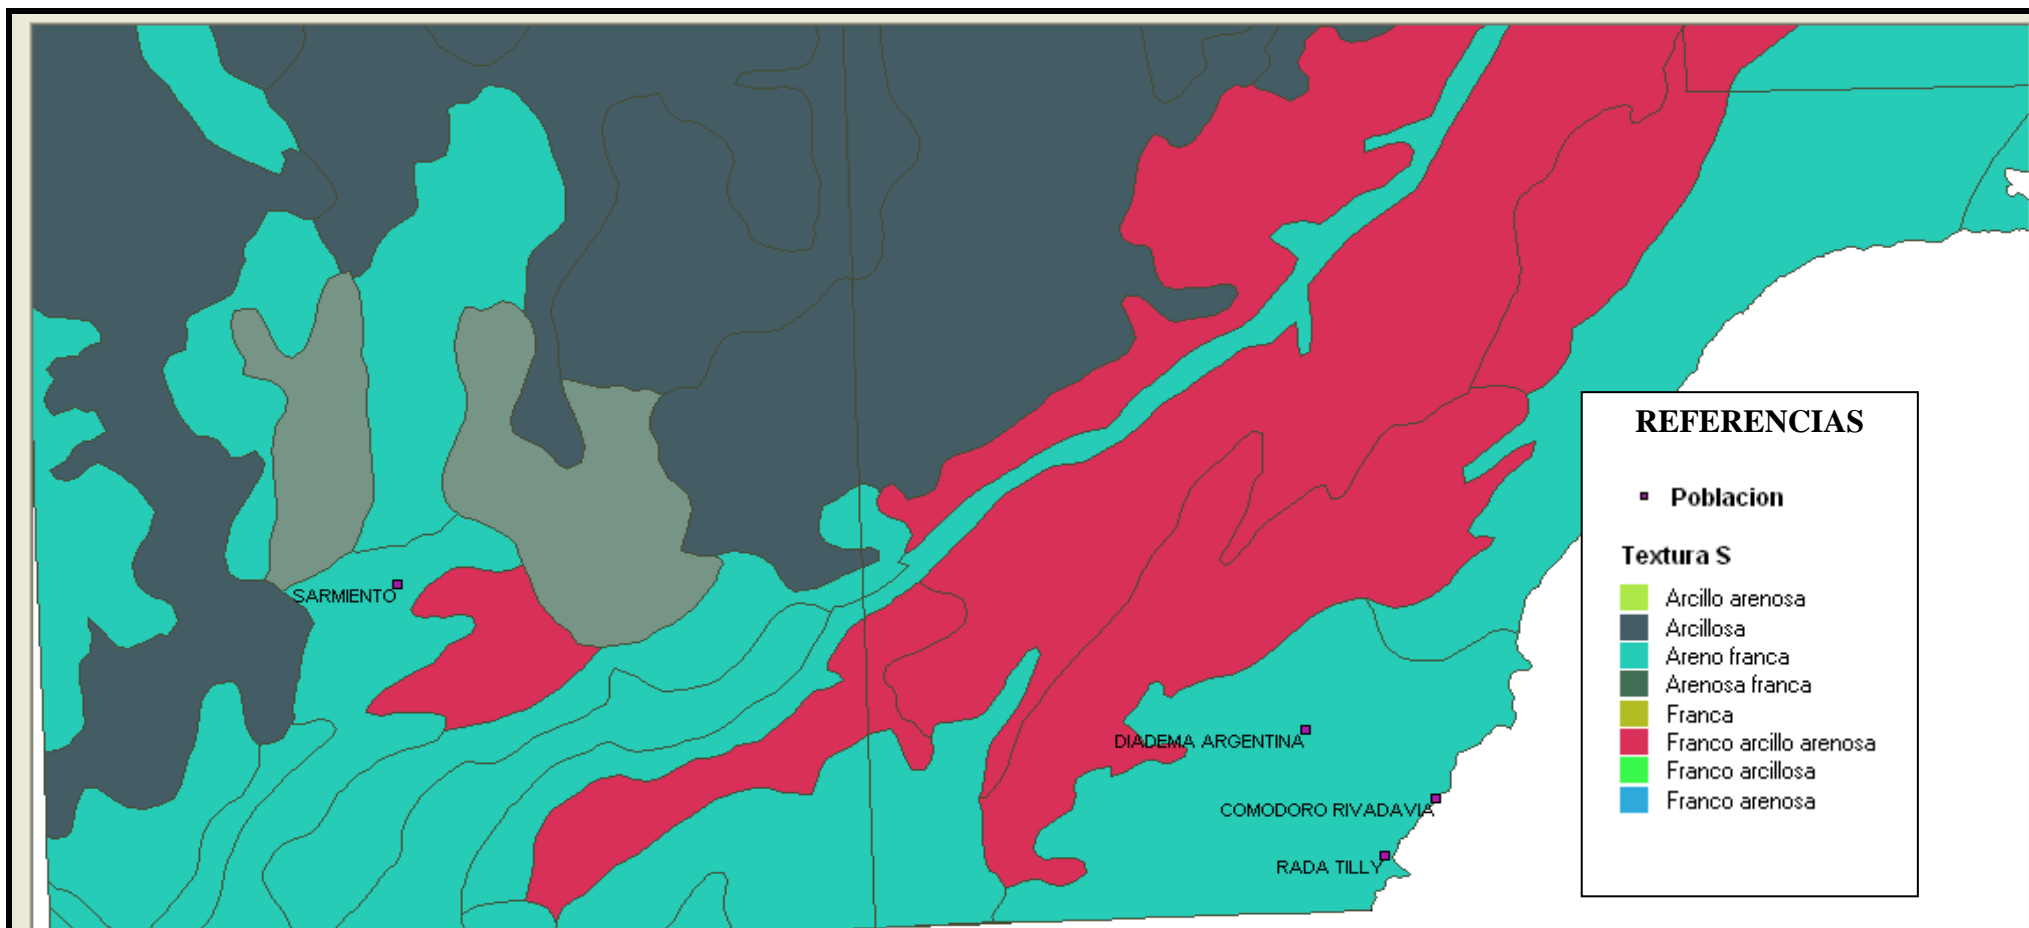 REFERENCIAS
Poblacion
Textura S
Arcillo arenosa
Arcillosa
Areno franca
Arenosa franca
Franca
Franco arcillo arenosa
Franco arcillosa
Franco arenosa
SARMIENTO
DIADEMA ARGENTINA
COMODORO RIVADAVIA
RADA TILLY